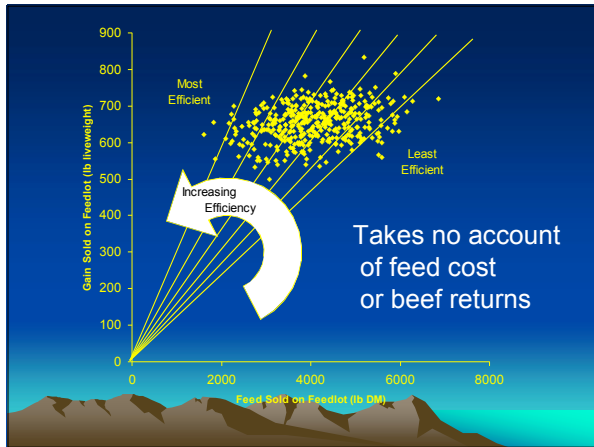 900
800
700
600
500
400
300
200
100
0
Gain Sold on Feedlot (lb liveweight)
Most
Efficient
Least
Efficient
Increasing
Efficiency
Takes no account
of feed cost
or beef returns
0
2000
4000
6000
8000
Feed Sold on Feedlot (lb DM)